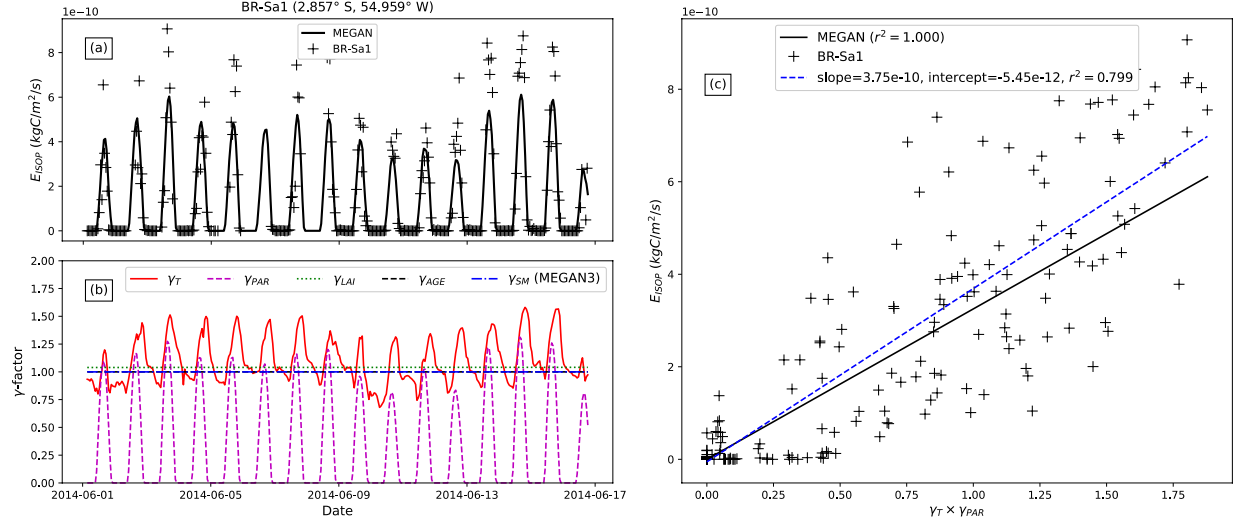 BR-Sa1 (2.857° S, 54.959° W)
1e−10
(a)
MEGAN
BR-Sa1
E_ISOP (kgC/m²/s)
8
6
4
2
0
(b)
γ_T
γ_PAR
γ_LAI
γ_AGE
γ_SM (MEGAN3)
γ-factor
2.00
1.75
1.50
1.25
1.00
0.75
0.50
0.25
0.00
2014-06-01
2014-06-05
2014-06-09
2014-06-13
2014-06-17
Date
1e−10
(c)
MEGAN (r² = 1.000)
BR-Sa1
slope=3.75e-10, intercept=-5.45e-12, r² = 0.799
E_ISOP (kgC/m²/s)
8
6
4
2
0
0.00
0.25
0.50
0.75
1.00
1.25
1.50
1.75
γ_T × γ_PAR